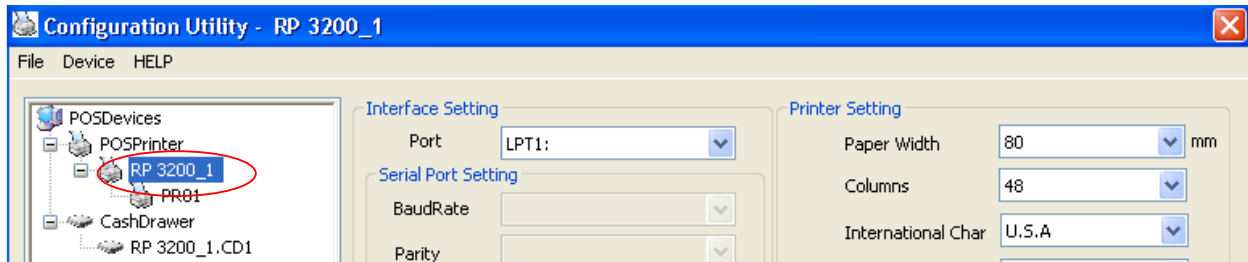 Configuration Utility - RP 3200_1
File Device HELP
POSDevices
POSPrinter
RP 3200_1
PR01
CashDrawer
RP 3200_1.CD1
Interface Setting
Port LPT1:
Serial Port Setting
BaudRate
Parity
Printer Setting
Paper Width 80 mm
Columns 48
International Char U.S.A